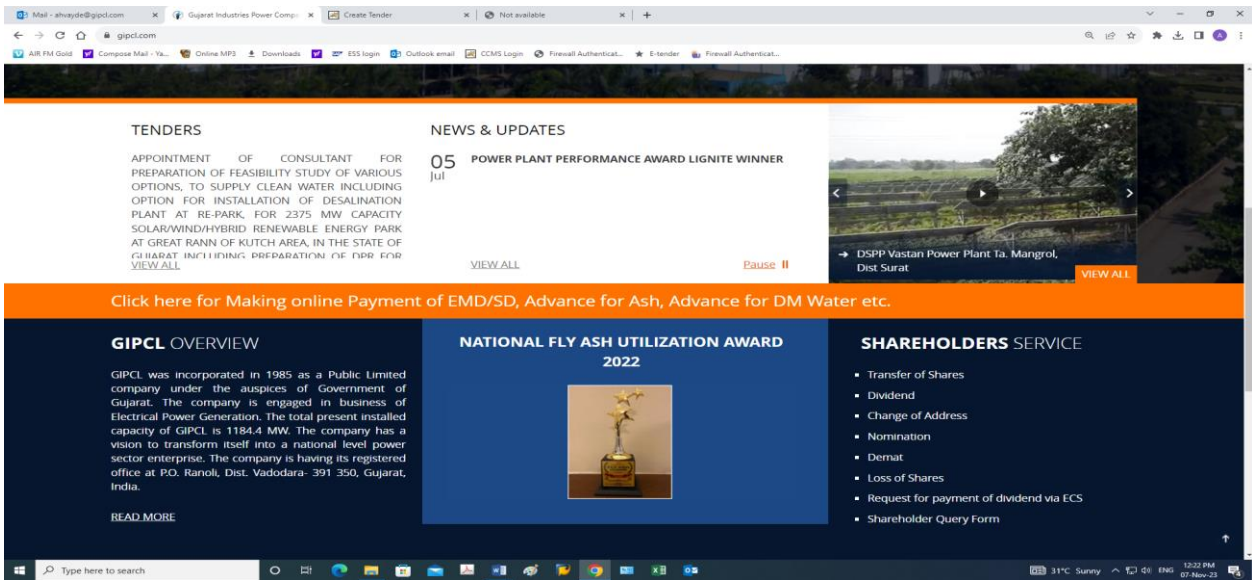 Mail - ahvayde@gipcl.com
Gujarat Industries Power Comp
Create Tender
Not available
gipcl.com
AIR FM Gold
Compose Mail - Ya...
Online MP3
Downloads
ESS login
Outlook email
CCMS Login
Firewall Authenticat...
E-tender
Firewall Authenticat...
TENDERS
APPOINTMENT OF CONSULTANT FOR
PREPARATION OF FEASIBILITY STUDY OF VARIOUS
OPTIONS, TO SUPPLY CLEAN WATER INCLUDING
OPTION FOR INSTALLATION OF DESALINATION
PLANT AT RE-PARK, FOR 2375 MW CAPACITY
SOLAR/WIND/HYBRID RENEWABLE ENERGY PARK
AT GREAT RANN OF KUTCH AREA, IN THE STATE OF
GUJARAT INCLUDING PREPARATION OF DPR FOR
VIEW ALL
NEWS & UPDATES
05
Jul
POWER PLANT PERFORMANCE AWARD LIGNITE WINNER
VIEW ALL
Pause
DSPP Vastan Power Plant Ta. Mangrol,
Dist Surat
VIEW ALL
Click here for Making online Payment of EMD/SD, Advance for Ash, Advance for DM Water etc.
GIPCL OVERVIEW
GIPCL was incorporated in 1985 as a Public Limited
company under the auspices of Government of
Gujarat. The company is engaged in business of
Electrical Power Generation. The total present installed
capacity of GIPCL is 1184.4 MW. The company has a
vision to transform itself into a national level power
sector enterprise. The company is having its registered
office at P.O. Ranoli, Dist. Vadodara- 391 350, Gujarat,
India.
READ MORE
NATIONAL FLY ASH UTILIZATION AWARD
2022
SHAREHOLDERS SERVICE
Transfer of Shares
Dividend
Change of Address
Nomination
Demat
Loss of Shares
Request for payment of dividend via ECS
Shareholder Query Form
Type here to search
31°C Sunny
ENG
12:22 PM
07-Nov-23